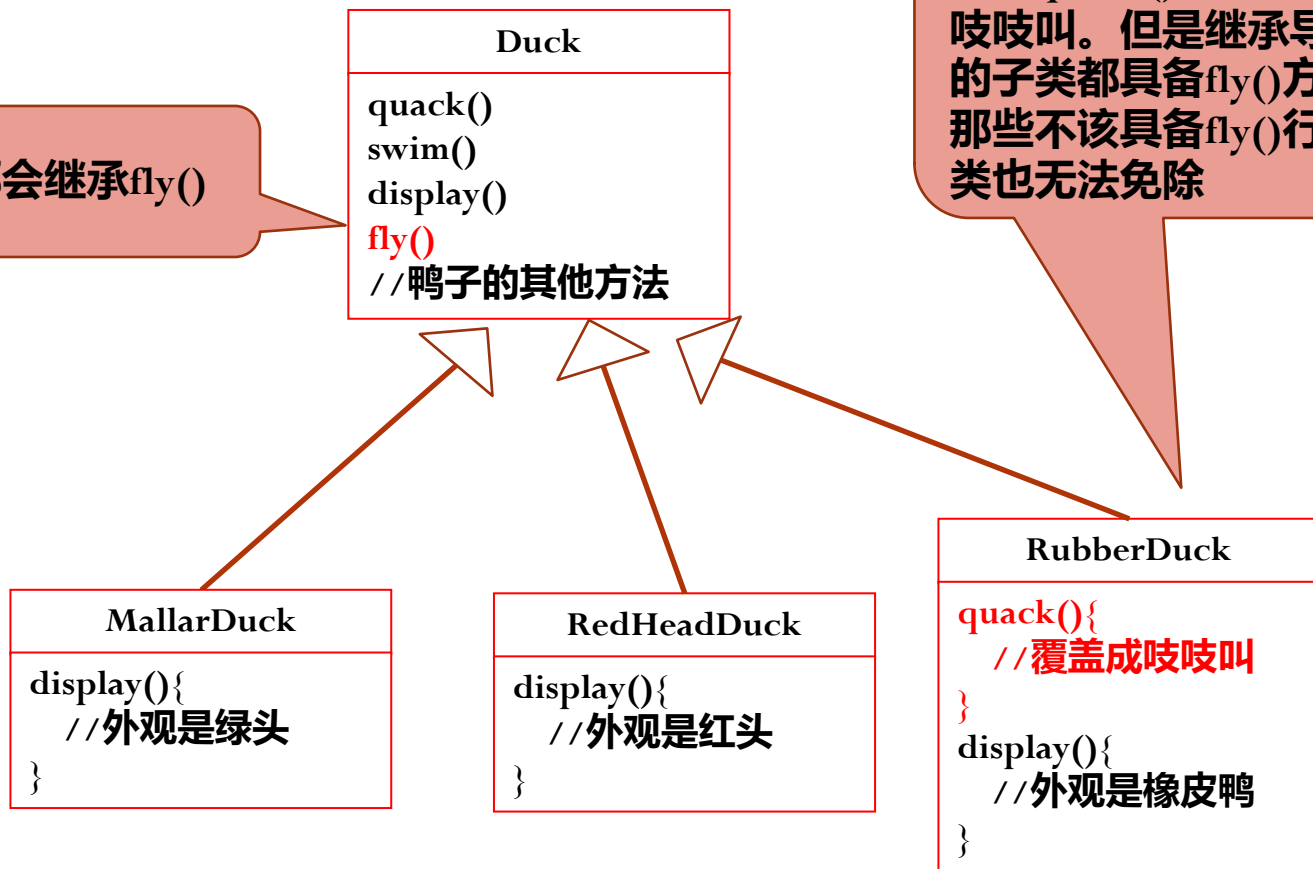 吱吱叫。但是继承导
的子类都具备fly()方
那些不该具备fly()行
类也无法免除
会继承fly()
Duck
quack()
swim()
display()
fly()
//鸭子的其他方法
MallarDuck
display(){
//外观是绿头
}
RedHeadDuck
display(){
//外观是红头
}
RubberDuck
quack(){
//覆盖成吱吱叫
}
display(){
//外观是橡皮鸭
}